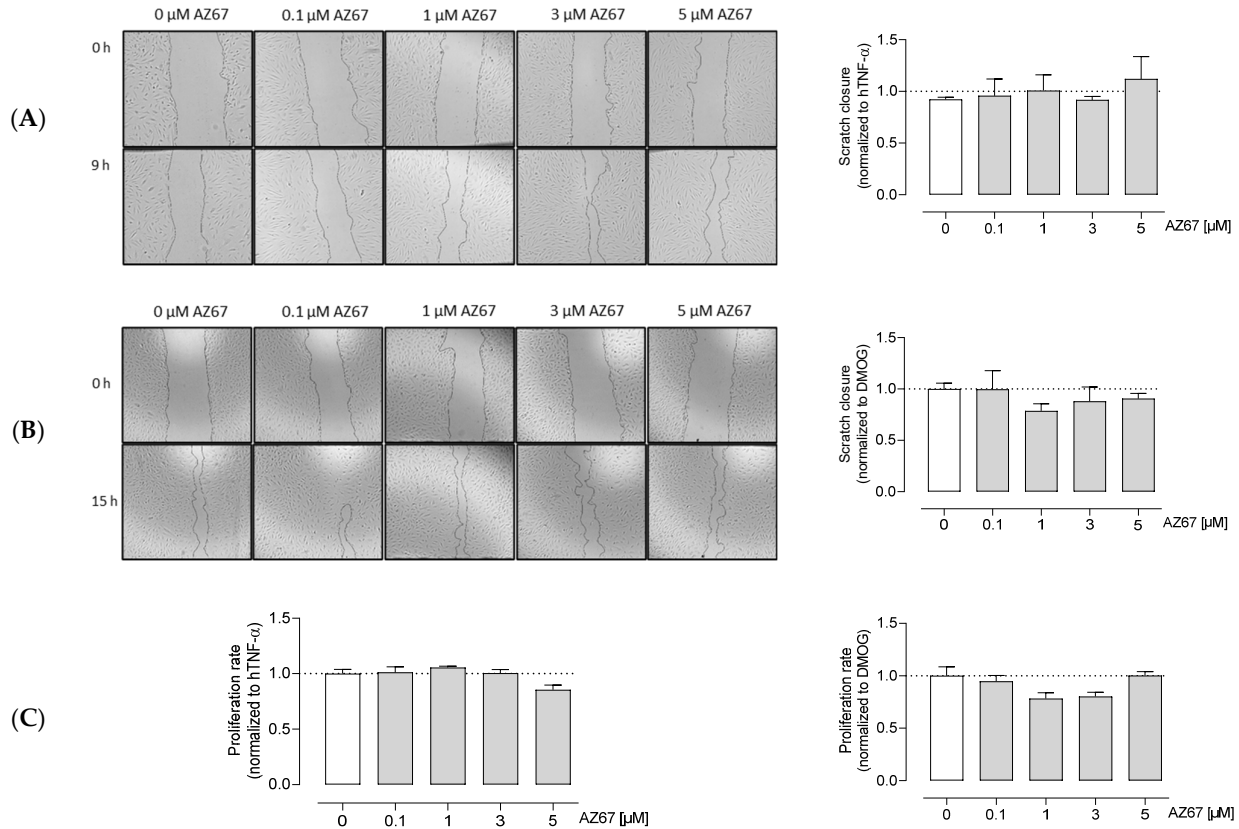 0 µM AZ67 0.1 µM AZ67 1 µM AZ67 3 µM AZ67 5 µM AZ67
0 h
9 h
(A)
Scratch closure
(normalized to hTNF-α)
1.5
1.0
0.5
0.0
0 0.1 1 3 5 AZ67 [µM]
0 µM AZ67 0.1 µM AZ67 1 µM AZ67 3 µM AZ67 5 µM AZ67
0h
15 h
(B)
Scratch closure
(normalized to DMOG)
1.5
1.0
0.5
0.0
0 0.1 1 3 5 AZ67 [µM]
(C)
Proliferation rate
(normalized to hTNF-α)
1.5
1.0
0.5
0.0
0 0.1 1 3 5 AZ67 [µM]
Proliferation rate
(normalized to DMOG)
1.5
1.0
0.5
0.0
0 0.1 1 3 5 AZ67 [µM]